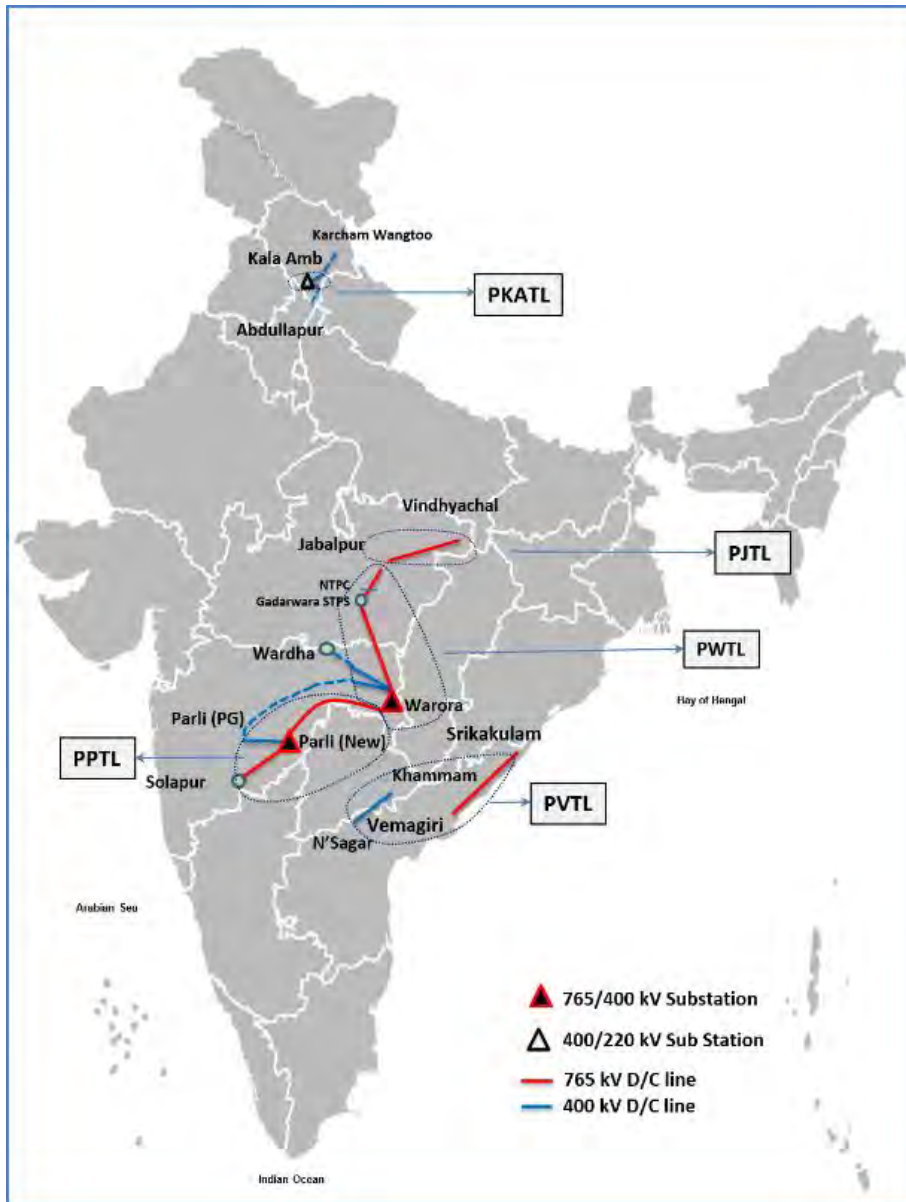 Karcham Wangtoo
Kala Amb
PKATL
Abdullapur
Vindhyachal
Jabalpur
PJTL
NTPC
Gadarwara STPS
Wardha
PWTL
Warora
Bay of Bengal
Parli (PG)
Srikakulam
PPTL
Parli (New)
Khammam
Solapur
PVTL
Vemagiri
N'Sagar
Arabian Sea
765/400 kV Substation
400/220 kV Sub Station
765 kV D/C line
400 kV D/C line
Indian Ocean